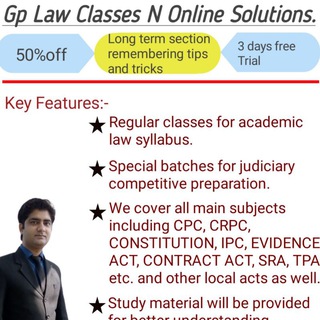 Gp Law Classes N Online Solutions.
50%off
Long term section
remembering tips
and tricks
3 days free
Trial
Key Features:-
Regular classes for academic
law syllabus.
Special batches for judiciary
competitive preparation.
We cover all main subjects
including CPC, CRPC,
CONSTITUTION, IPC, EVIDENCE
ACT, CONTRACT ACT, SRA, TPA
etc. and other local acts as well.
Study material will be provided
for better understanding